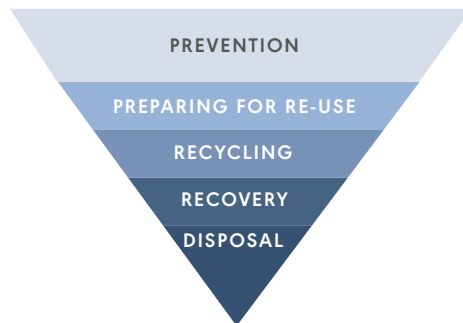 PREVENTION
PREPARING FOR RE-USE
RECYCLING
RECOVERY
DISPOSAL